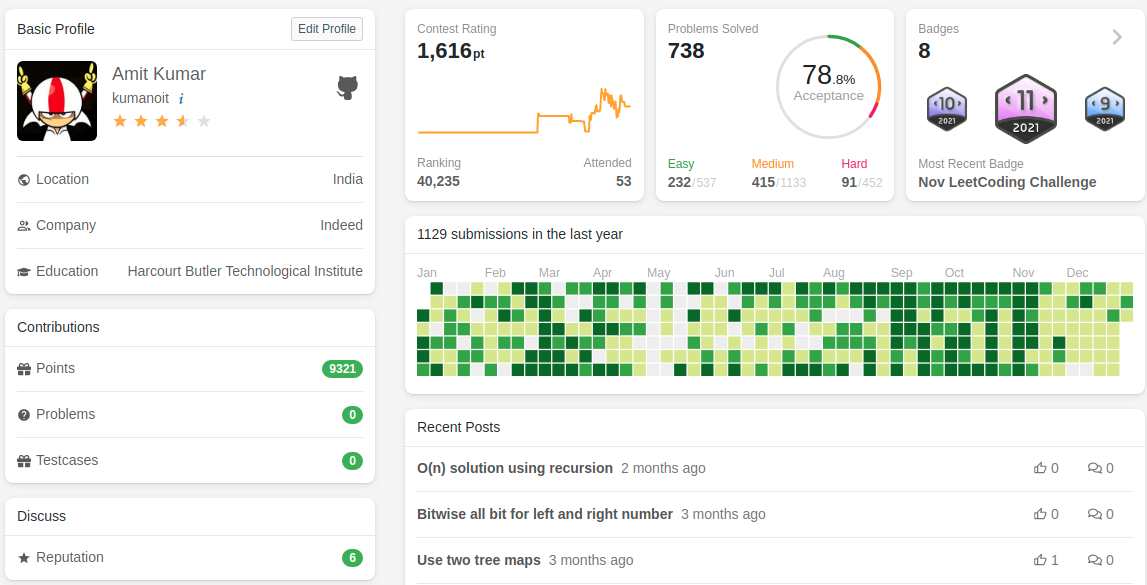 Basic Profile
Edit Profile
Amit Kumar
kumanoit i
Location India
Company Indeed
Education Harcourt Butler Technological Institute
Contributions
Points 9321
Problems 0
Testcases 0
Discuss
Reputation 6
Contest Rating
1,616pt
Ranking Attended
40,235 53
Problems Solved
738
78.8%
Acceptance
Easy Medium Hard
232/537 415/1133 91/452
Badges
8
10 2021
11 2021
9 2021
Most Recent Badge
Nov LeetCoding Challenge
1129 submissions in the last year
Jan Feb Mar Apr May Jun Jul Aug Sep Oct Nov Dec
Recent Posts
O(n) solution using recursion 2 months ago 0 0
Bitwise all bit for left and right number 3 months ago 0 0
Use two tree maps 3 months ago 1 0